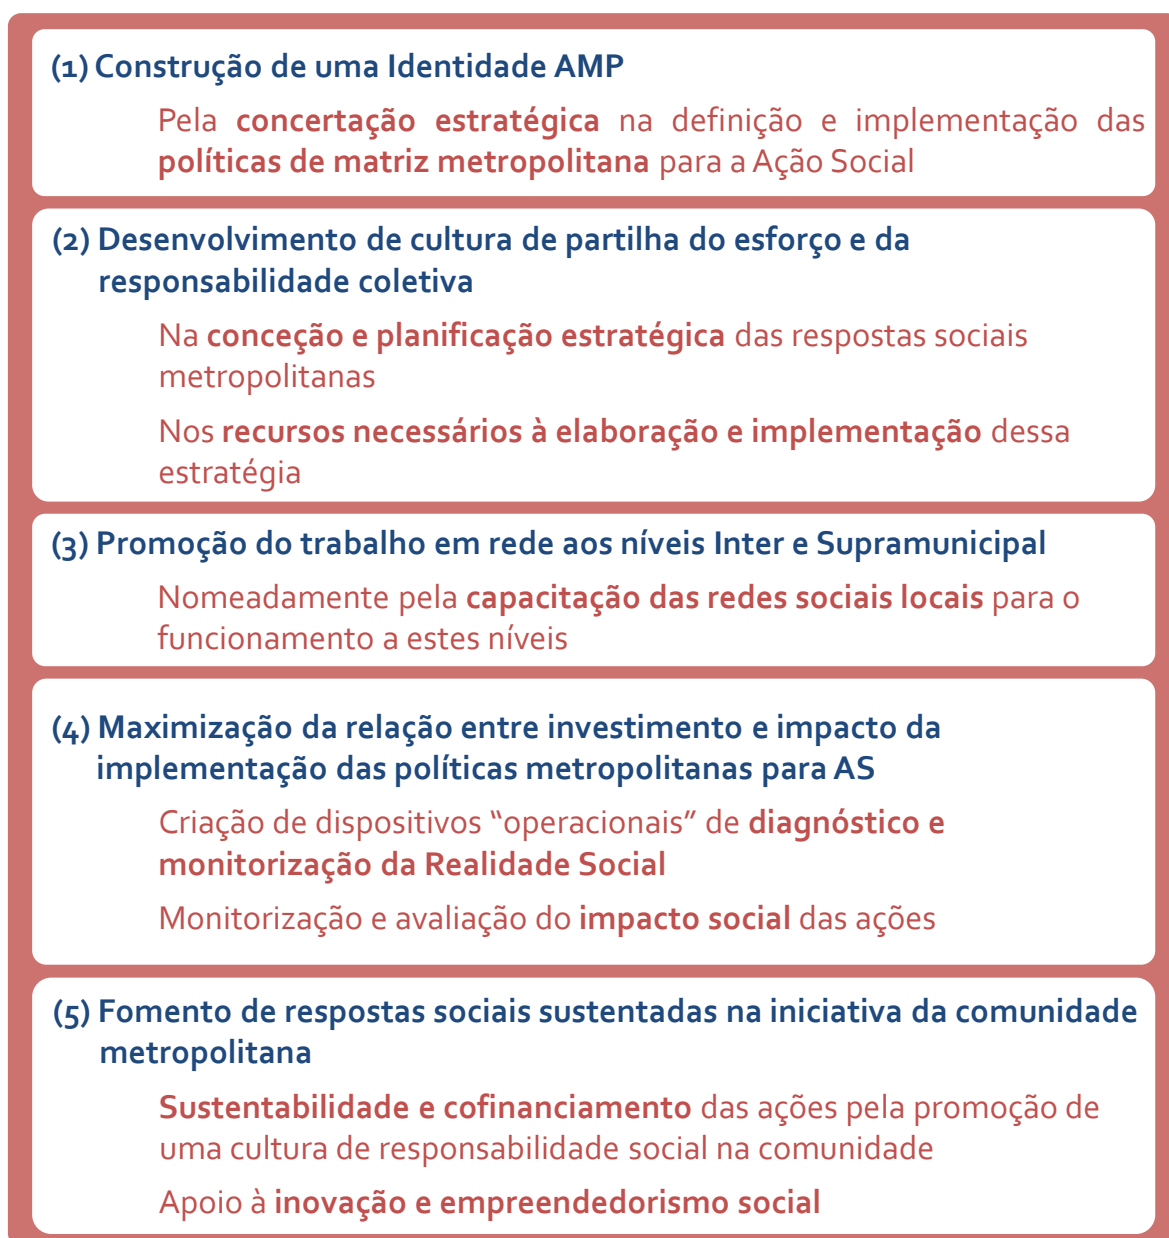 (1) Construção de uma Identidade AMP
Pela concertação estratégica na definição e implementação das
políticas de matriz metropolitana para a Ação Social
(2) Desenvolvimento de cultura de partilha do esforço e da
responsabilidade coletiva
Na conceção e planificação estratégica das respostas sociais
metropolitanas
Nos recursos necessários à elaboração e implementação dessa
estratégia
(3) Promoção do trabalho em rede aos níveis Inter e Supramunicipal
Nomeadamente pela capacitação das redes sociais locais para o
funcionamento a estes níveis
(4) Maximização da relação entre investimento e impacto da
implementação das políticas metropolitanas para AS
Criação de dispositivos “operacionais” de diagnóstico e
monitorização da Realidade Social
Monitorização e avaliação do impacto social das ações
(5) Fomento de respostas sociais sustentadas na iniciativa da comunidade
metropolitana
Sustentabilidade e cofinanciamento das ações pela promoção de
uma cultura de responsabilidade social na comunidade
Apoio à inovação e empreendedorismo social